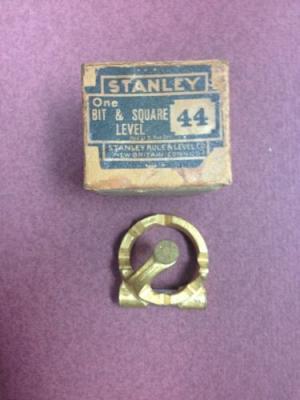 STANLEY
One
BIT & SQUARE
LEVEL
44
STANLEY RULE & LEVEL CO.
NEW BRITAIN, CONN.